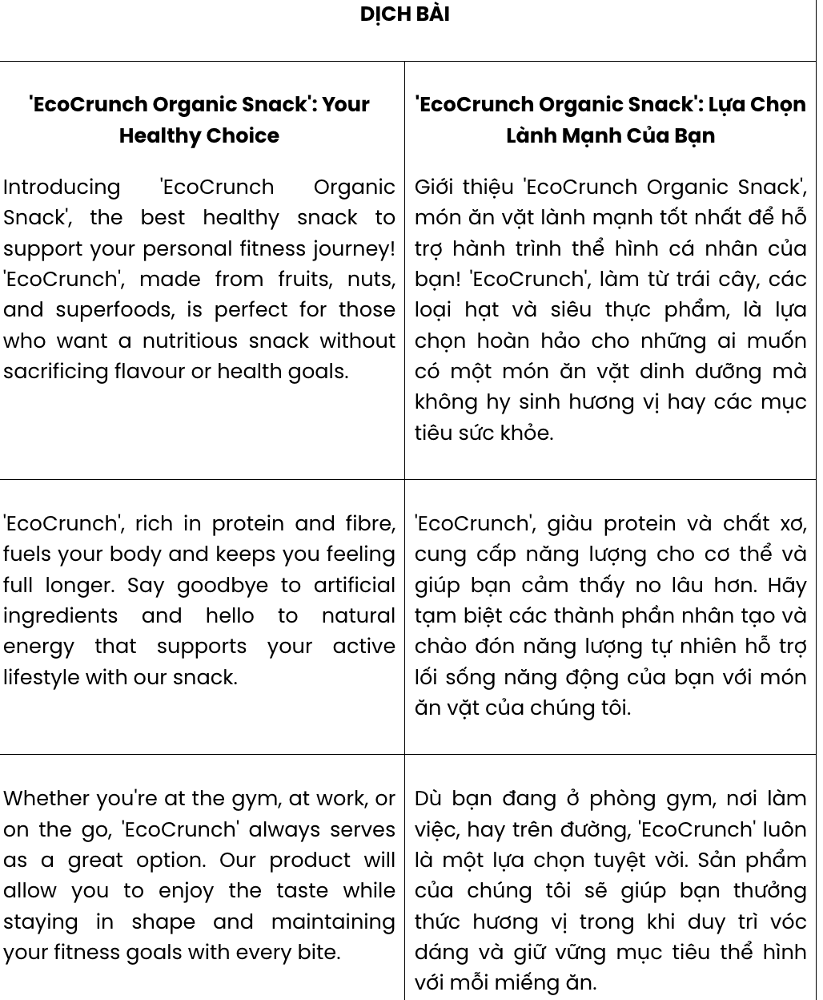 DỊCH BÀI
'EcoCrunch Organic Snack': Your
Healthy Choice
Introducing 'EcoCrunch Organic
Snack', the best healthy snack to
support your personal fitness journey!
'EcoCrunch', made from fruits, nuts,
and superfoods, is perfect for those
who want a nutritious snack without
sacrificing flavour or health goals.
'EcoCrunch Organic Snack': Lựa Chọn
Lành Mạnh Của Bạn
Giới thiệu 'EcoCrunch Organic Snack',
món ăn vặt lành mạnh tốt nhất để hỗ
trợ hành trình thể hình cá nhân của
bạn! 'EcoCrunch', làm từ trái cây, các
loại hạt và siêu thực phẩm, là lựa
chọn hoàn hảo cho những ai muốn
có một món ăn vặt dinh dưỡng mà
không hy sinh hương vị hay các mục
tiêu sức khỏe.
'EcoCrunch', rich in protein and fibre,
fuels your body and keeps you feeling
full longer. Say goodbye to artificial
ingredients and hello to natural
energy that supports your active
lifestyle with our snack.
'EcoCrunch', giàu protein và chất xơ,
cung cấp năng lượng cho cơ thể và
giúp bạn cảm thấy no lâu hơn. Hãy
tạm biệt các thành phần nhân tạo và
chào đón năng lượng tự nhiên hỗ trợ
lối sống năng động của bạn với món
ăn vặt của chúng tôi.
Whether you're at the gym, at work, or
on the go, 'EcoCrunch' always serves
as a great option. Our product will
allow you to enjoy the taste while
staying in shape and maintaining
your fitness goals with every bite.
Dù bạn đang ở phòng gym, nơi làm
việc, hay trên đường, 'EcoCrunch' luôn
là một lựa chọn tuyệt vời. Sản phẩm
của chúng tôi sẽ giúp bạn thưởng
thức hương vị trong khi duy trì vóc
dáng và giữ vững mục tiêu thể hình
với mỗi miếng ăn.